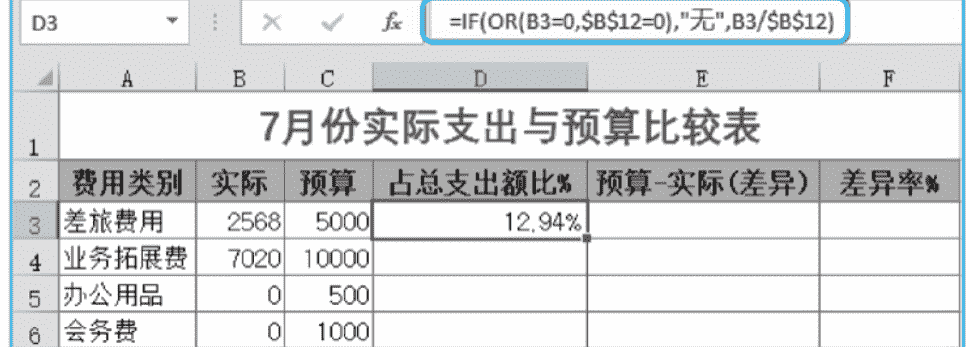 D3 fx =IF(OR(B3=0,$B$12=0),"无",B3/$B$12)
A B C D E F
1 7月份实际支出与预算比较表
2 费用类别 实际 预算 占总支出额比% 预算-实际(差异) 差异率%
3 差旅费用 2568 5000 12.94%
4 业务拓展费 7020 10000
5 办公用品 0 500
6 会务费 0 1000